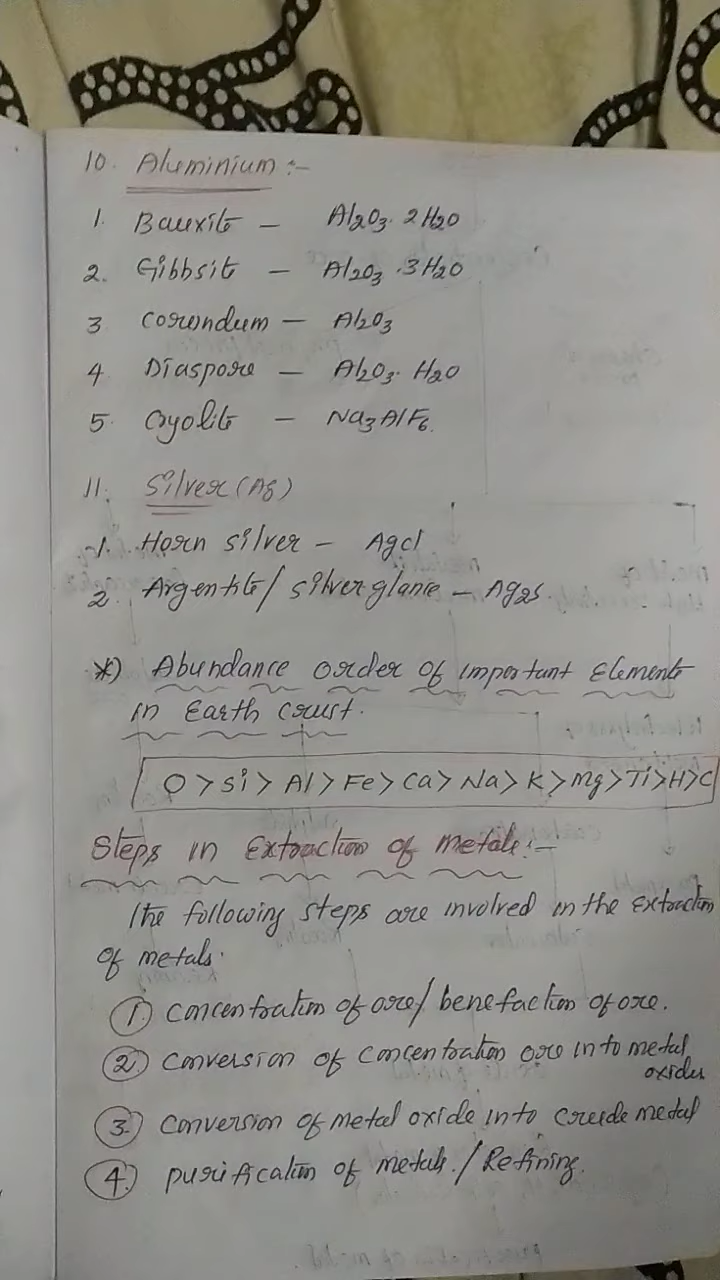 10. Aluminium :-
1. Bauxite – Al2O3. 2H2O
2. Gibbsite – Al2O3 .3H2O
3 Corundum – Al2O3
4 Diaspore – Al2O3. H2O
5. Cryolite – Na3AlF6.
11. Silver (Ag)
1. Horn silver – Agcl
2. Argentite/ silver glance – Ag2S.
*) Abundance order of important Elements
in Earth crust.
O > Si > Al > Fe > Ca > Na > K > Mg > Ti > H > C
Steps in Extraction of metals :-
The following steps are involved in the extraction
of metals.
① concentration of ore/ benefaction of ore.
② conversion of concentration ore into metal
oxides
③ conversion of metal oxide into crude metal
④ purification of metals. / Refining.